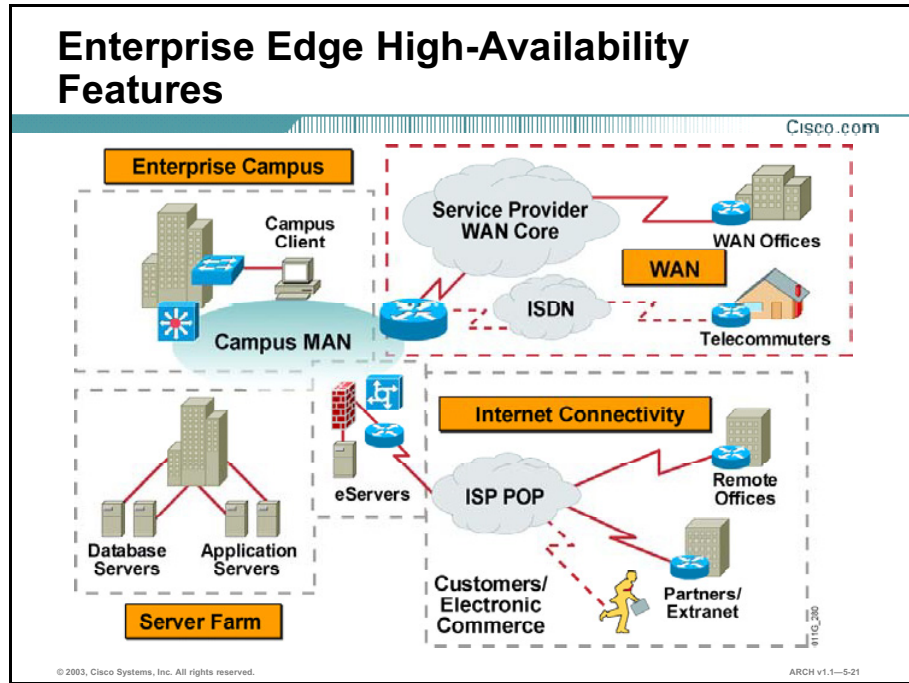 Enterprise Edge High-Availability
Features
Cisco.com
Enterprise Campus
Campus
Client
Campus MAN
Service Provider
WAN Core
WAN Offices
WAN
ISDN
Telecommuters
Database
Servers
Application
Servers
Server Farm
eServers
Internet Connectivity
ISP POP
Remote
Offices
Customers/
Electronic
Commerce
Partners/
Extranet
911G_280
© 2003, Cisco Systems, Inc. All rights reserved.
ARCH v1.1—5-21